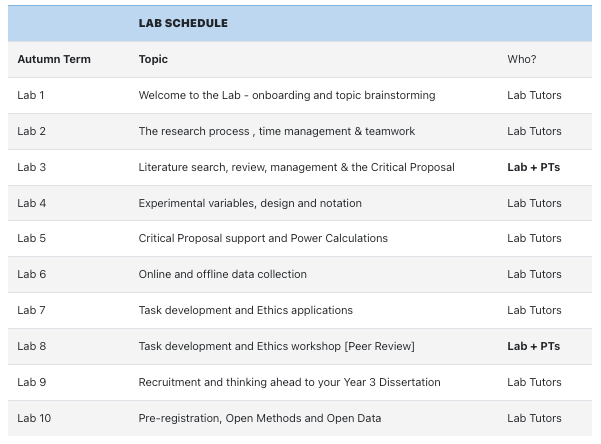 LAB SCHEDULE
Autumn Term Topic Who?
Lab 1 Welcome to the Lab - onboarding and topic brainstorming Lab Tutors
Lab 2 The research process , time management & teamwork Lab Tutors
Lab 3 Literature search, review, management & the Critical Proposal Lab + PTs
Lab 4 Experimental variables, design and notation Lab Tutors
Lab 5 Critical Proposal support and Power Calculations Lab Tutors
Lab 6 Online and offline data collection Lab Tutors
Lab 7 Task development and Ethics applications Lab Tutors
Lab 8 Task development and Ethics workshop [Peer Review] Lab + PTs
Lab 9 Recruitment and thinking ahead to your Year 3 Dissertation Lab Tutors
Lab 10 Pre-registration, Open Methods and Open Data Lab Tutors